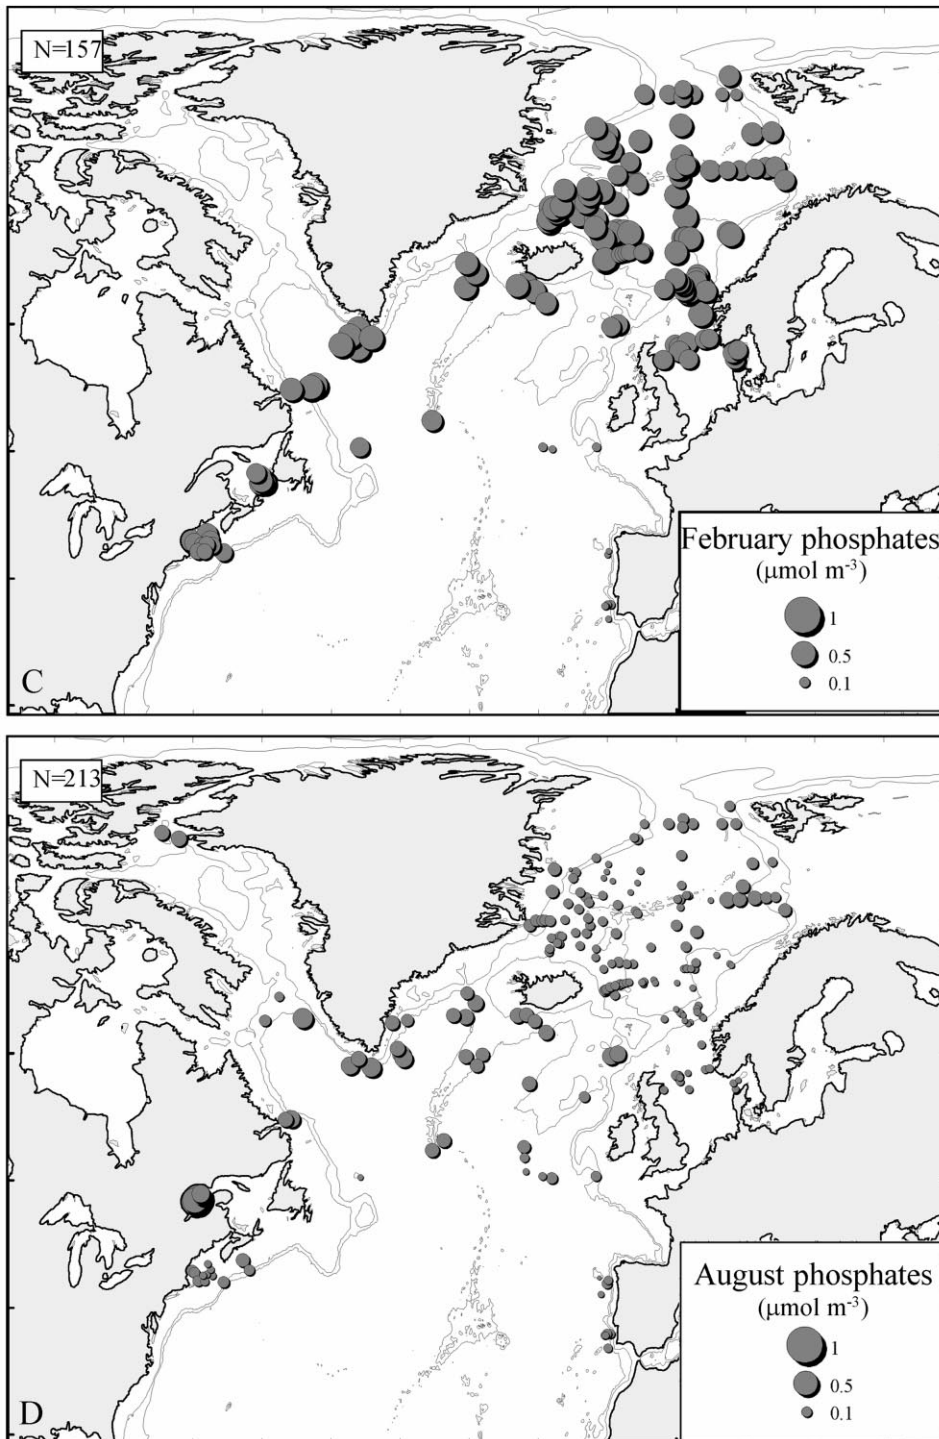 N=157
February phosphates
(µmol m⁻³)
1
0.5
0.1
C
N=213
August phosphates
(µmol m⁻³)
1
0.5
0.1
D